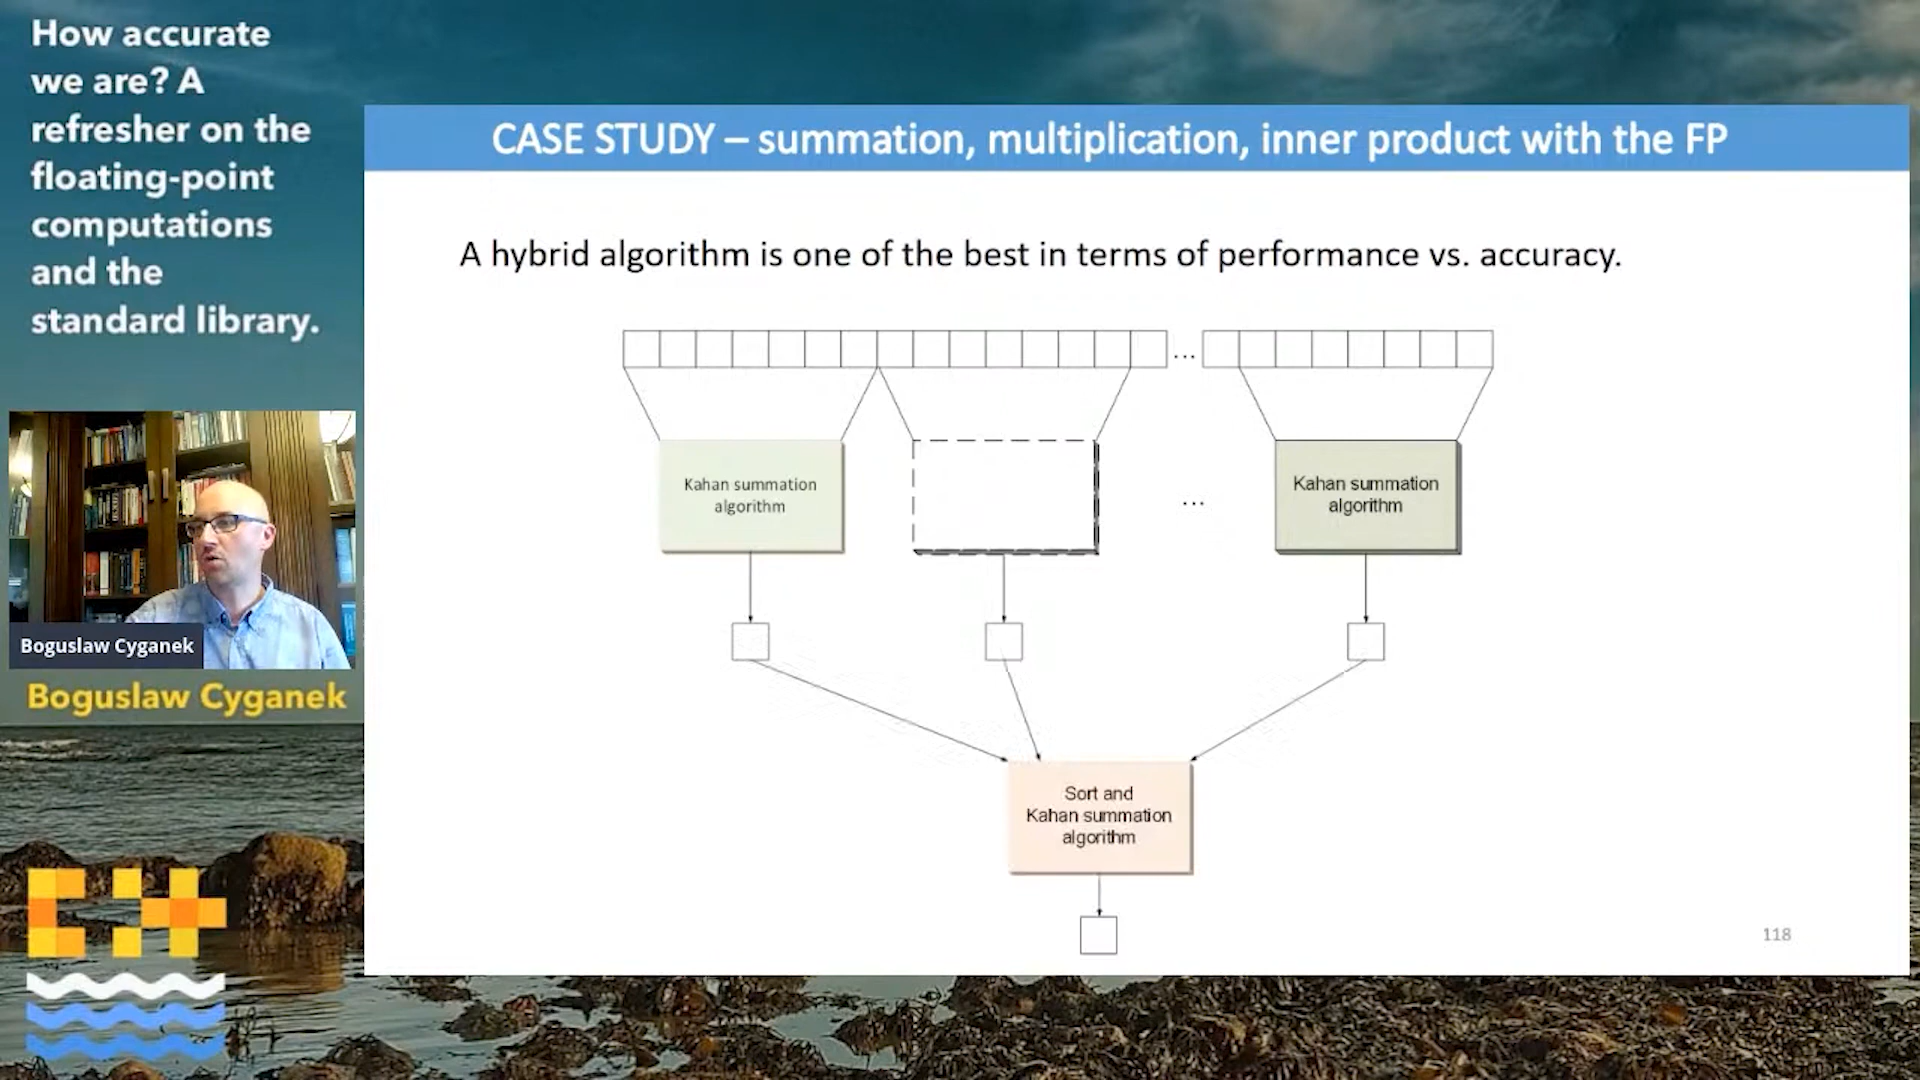 How accurate
we are? A
refresher on the
floating-point
computations
and the
standard library.
Boguslaw Cyganek
Boguslaw Cyganek
CASE STUDY – summation, multiplication, inner product with the FP
A hybrid algorithm is one of the best in terms of performance vs. accuracy.
...
Kahan summation
algorithm
...
Kahan summation
algorithm
Sort and
Kahan summation
algorithm
118